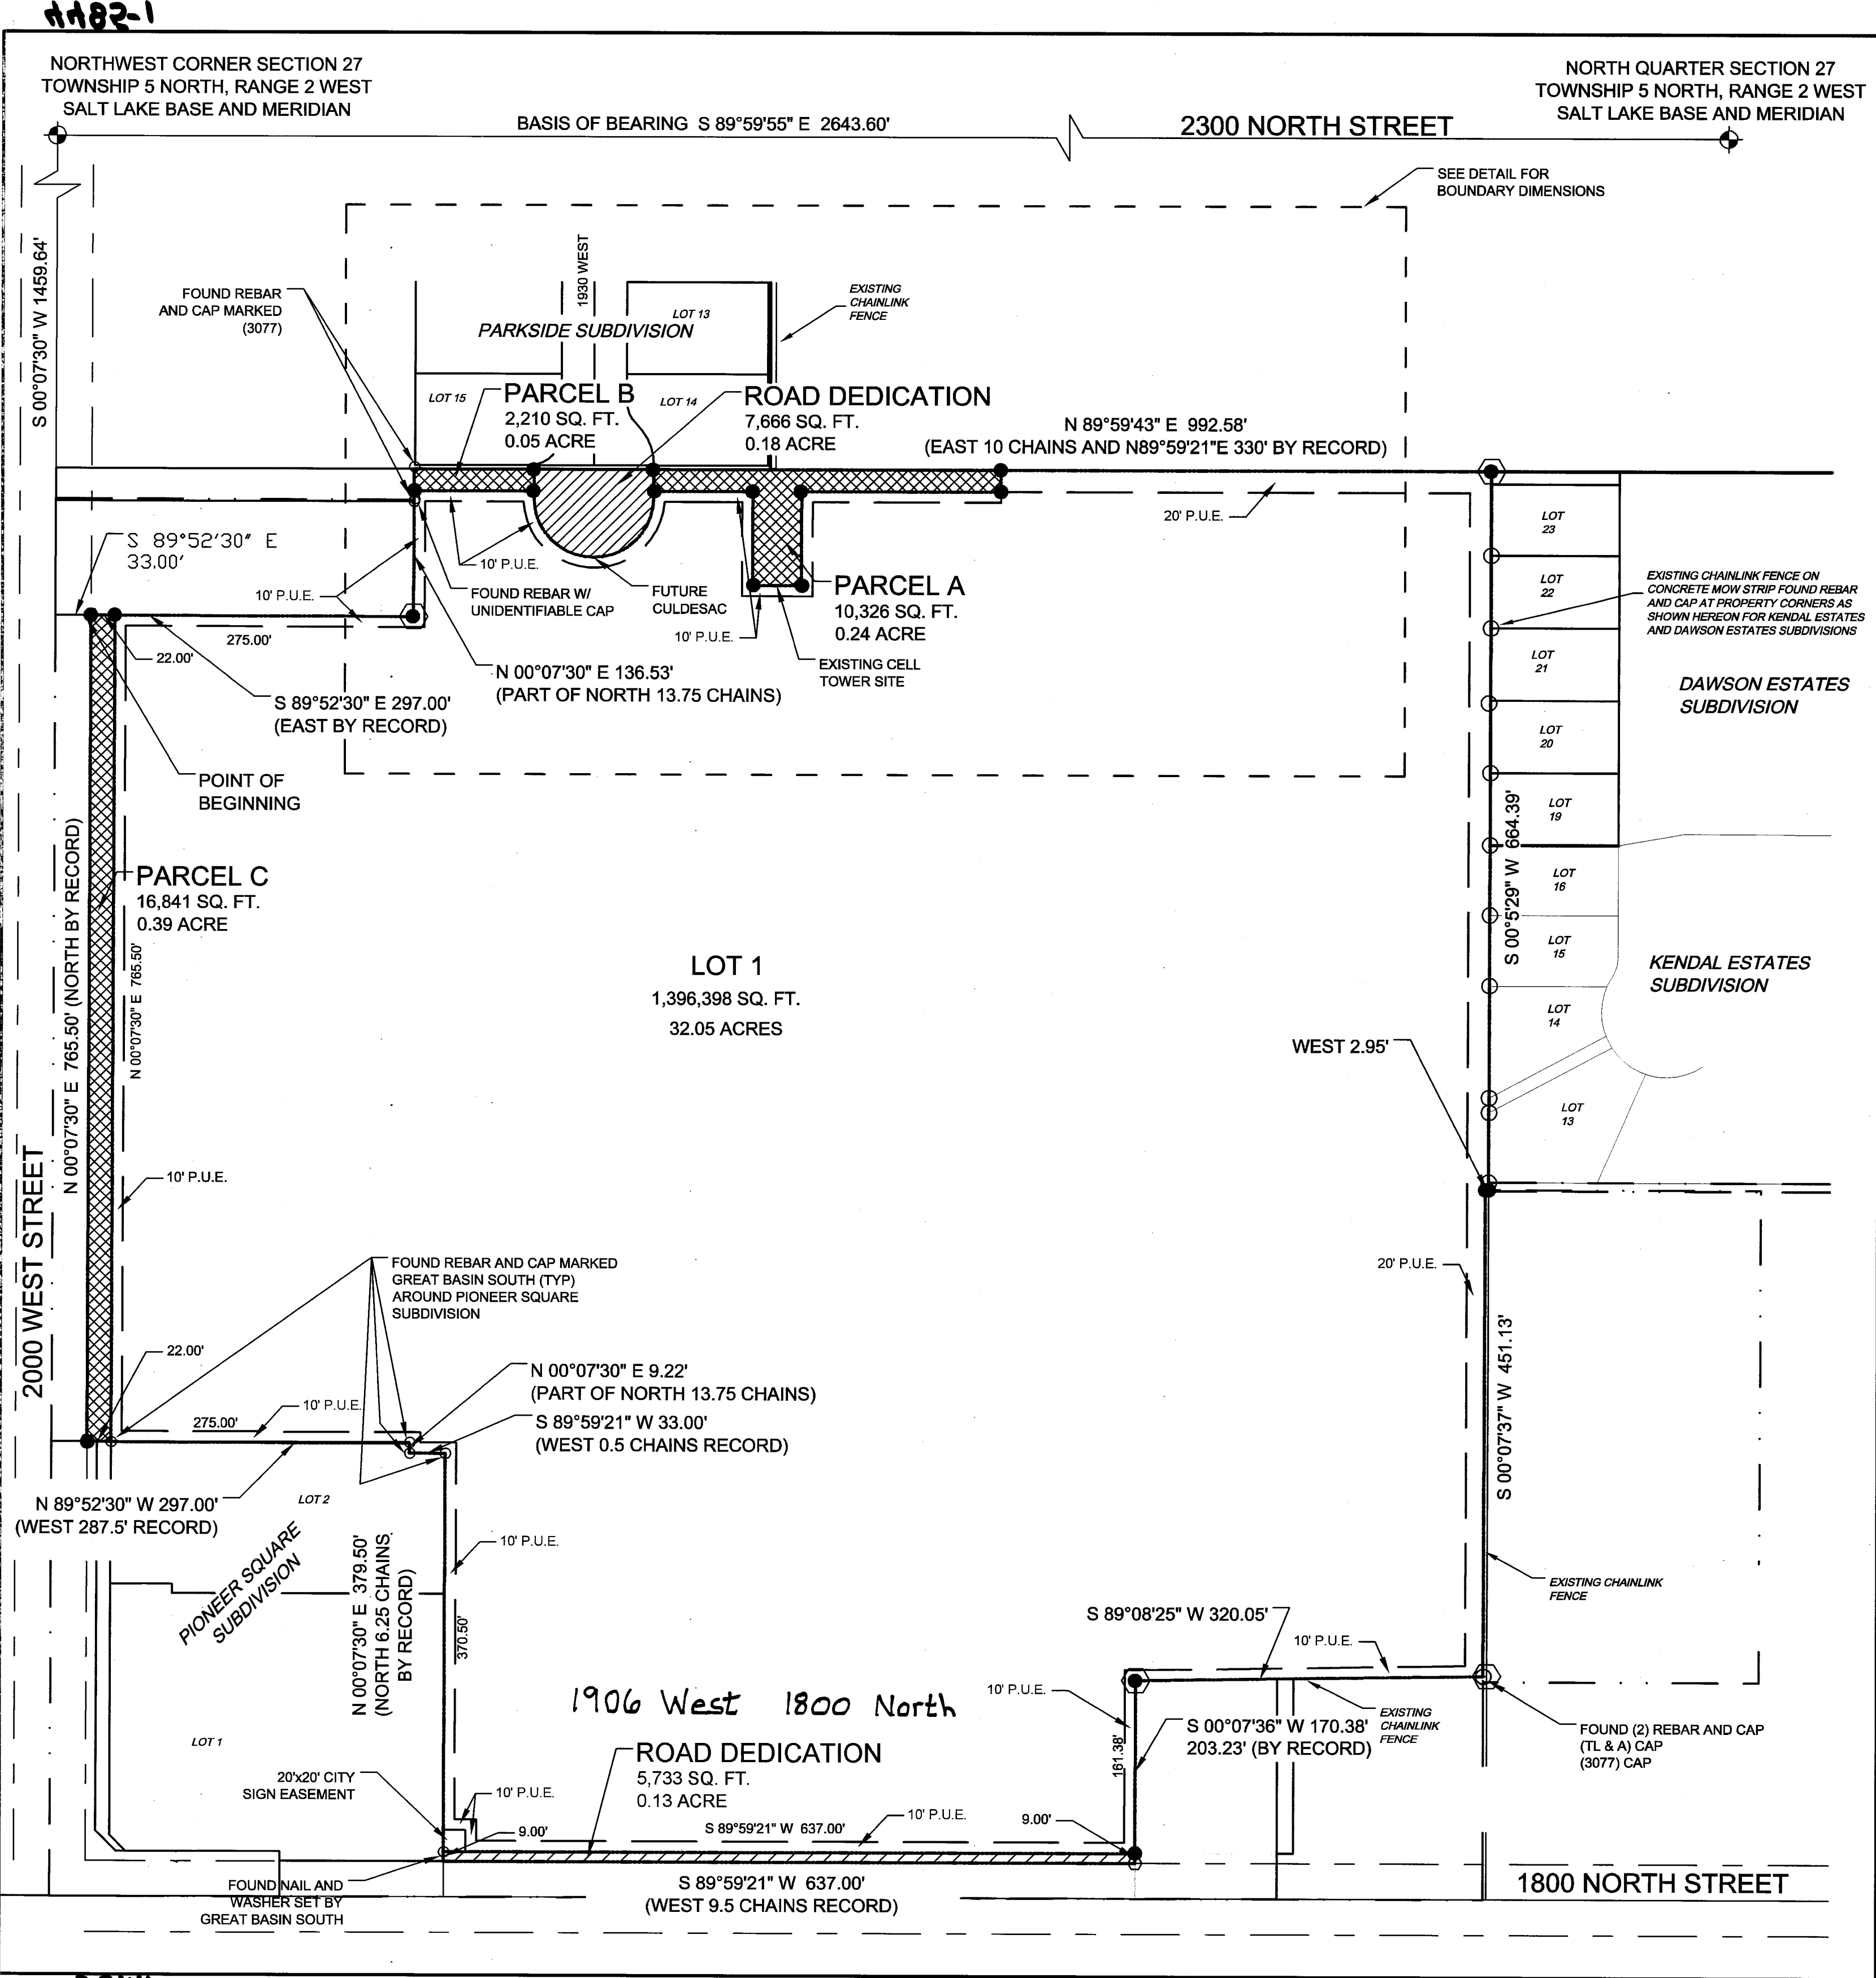 NORTHWEST CORNER SECTION 27
TOWNSHIP 5 NORTH, RANGE 2 WEST
SALT LAKE BASE AND MERIDIAN
NORTH QUARTER SECTION 27
TOWNSHIP 5 NORTH, RANGE 2 WEST
SALT LAKE BASE AND MERIDIAN
BASIS OF BEARING S 89°59'55" E 2643.60'
2300 NORTH STREET
SEE DETAIL FOR
BOUNDARY DIMENSIONS
S 00°07'30" W 1459.64'
1930 WEST
FOUND REBAR
AND CAP MARKED
(3077)
LOT 13
PARKSIDE SUBDIVISION
EXISTING
CHAINLINK
FENCE
LOT 15
PARCEL B
2,210 SQ. FT.
0.05 ACRE
LOT 14
ROAD DEDICATION
7,666 SQ. FT.
0.18 ACRE
N 89°59'43" E 992.58'
(EAST 10 CHAINS AND N89°59'21"E 330' BY RECORD)
20' P.U.E.
S 89°52'30" E
33.00'
10' P.U.E.
10' P.U.E.
FOUND REBAR W/
UNIDENTIFIABLE CAP
FUTURE
CULDESAC
10' P.U.E.
PARCEL A
10,326 SQ. FT.
0.24 ACRE
EXISTING CELL
TOWER SITE
275.00'
22.00'
N 00°07'30" E 136.53'
(PART OF NORTH 13.75 CHAINS)
S 89°52'30" E 297.00'
(EAST BY RECORD)
POINT OF
BEGINNING
LOT
23
LOT
22
LOT
21
LOT
20
LOT
19
LOT
16
LOT
15
LOT
14
LOT
13
EXISTING CHAINLINK FENCE ON
CONCRETE MOW STRIP FOUND REBAR
AND CAP AT PROPERTY CORNERS AS
SHOWN HEREON FOR KENDAL ESTATES
AND DAWSON ESTATES SUBDIVISIONS
DAWSON ESTATES
SUBDIVISION
KENDAL ESTATES
SUBDIVISION
S 00°5'29" W 664.39'
PARCEL C
16,841 SQ. FT.
0.39 ACRE
N 00°07'30" E 765.50' (NORTH BY RECORD)
N 00°07'30" E 765.50'
LOT 1
1,396,398 SQ. FT.
32.05 ACRES
WEST 2.95'
2000 WEST STREET
10' P.U.E.
FOUND REBAR AND CAP MARKED
GREAT BASIN SOUTH (TYP)
AROUND PIONEER SQUARE
SUBDIVISION
20' P.U.E.
S 00°07'37" W 451.13'
22.00'
275.00'
10' P.U.E.
N 00°07'30" E 9.22'
(PART OF NORTH 13.75 CHAINS)
S 89°59'21" W 33.00'
(WEST 0.5 CHAINS RECORD)
N 89°52'30" W 297.00'
(WEST 287.5' RECORD)
LOT 2
PIONEER SQUARE
SUBDIVISION
N 00°07'30" E 379.50'
(NORTH 6.25 CHAINS
BY RECORD)
10' P.U.E.
370.50'
EXISTING CHAINLINK
FENCE
S 89°08'25" W 320.05'
10' P.U.E.
10' P.U.E.
161.38'
S 00°07'36" W 170.38'
203.23' (BY RECORD)
EXISTING
CHAINLINK
FENCE
FOUND (2) REBAR AND CAP
(TL & A) CAP
(3077) CAP
1906 West 1800 North
LOT 1
ROAD DEDICATION
5,733 SQ. FT.
0.13 ACRE
20'x20' CITY
SIGN EASEMENT
10' P.U.E.
9.00'
S 89°59'21" W 637.00'
10' P.U.E.
9.00'
FOUND NAIL AND
WASHER SET BY
GREAT BASIN SOUTH
S 89°59'21" W 637.00'
(WEST 9.5 CHAINS RECORD)
1800 NORTH STREET